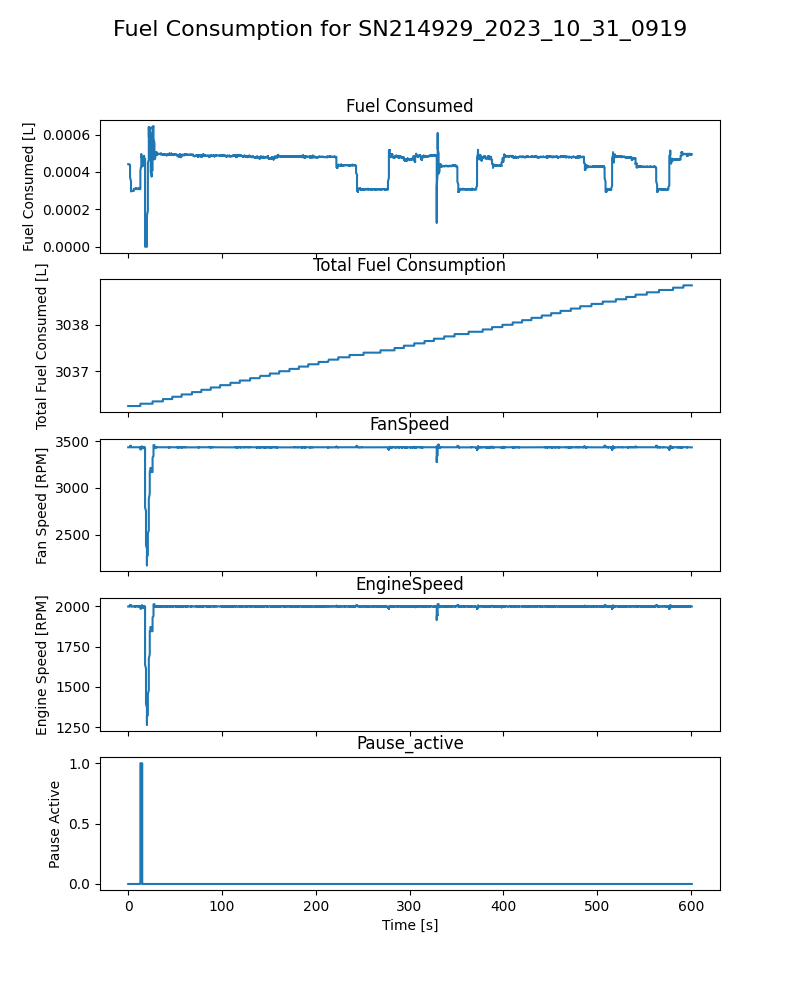 Fuel Consumption for SN214929_2023_10_31_0919
Fuel Consumed
Fuel Consumed [L]
0.0006
0.0004
0.0002
0.0000
Total Fuel Consumption
Total Fuel Consumed [L]
3038
3037
FanSpeed
Fan Speed [RPM]
3500
3000
2500
EngineSpeed
Engine Speed [RPM]
2000
1750
1500
1250
Pause_active
Pause Active
1.0
0.5
0.0
0 100 200 300 400 500 600
Time [s]